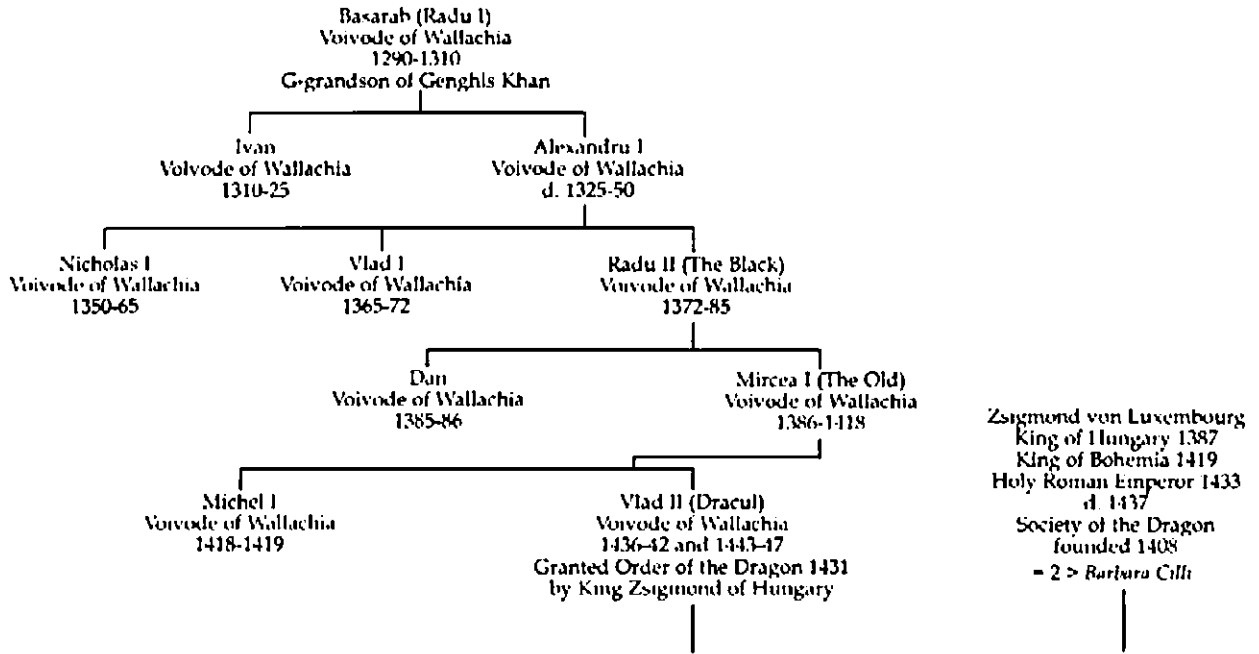 Basarab (Radu I)
Voivode of Wallachia
1290-1310
G-grandson of Genghis Khan
Ivan
Voivode of Wallachia
1310-25
Alexandru I
Voivode of Wallachia
d. 1325-50
Nicholas I
Voivode of Wallachia
1350-65
Vlad I
Voivode of Wallachia
1365-72
Radu II (The Black)
Voivode of Wallachia
1372-85
Dan
Voivode of Wallachia
1385-86
Mircea I (The Old)
Voivode of Wallachia
1386-1418
Zsigmond von Luxembourg
King of Hungary 1387
King of Bohemia 1419
Holy Roman Emperor 1433
d. 1437
Society of the Dragon
founded 1408
= 2 > Barbara Cilli
Michel I
Voivode of Wallachia
1418-1419
Vlad II (Dracul)
Voivode of Wallachia
1436-42 and 1443-47
Granted Order of the Dragon 1431
by King Zsigmond of Hungary